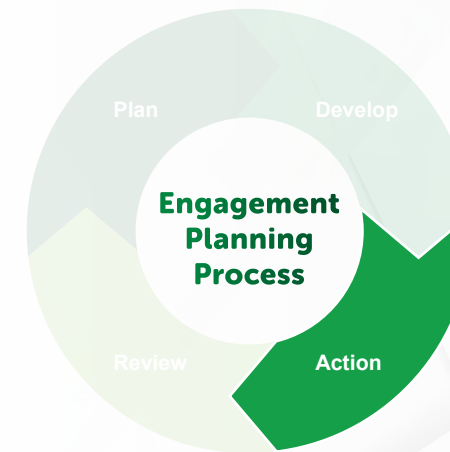 Plan
Develop
Engagement
Planning
Process
Review
Action